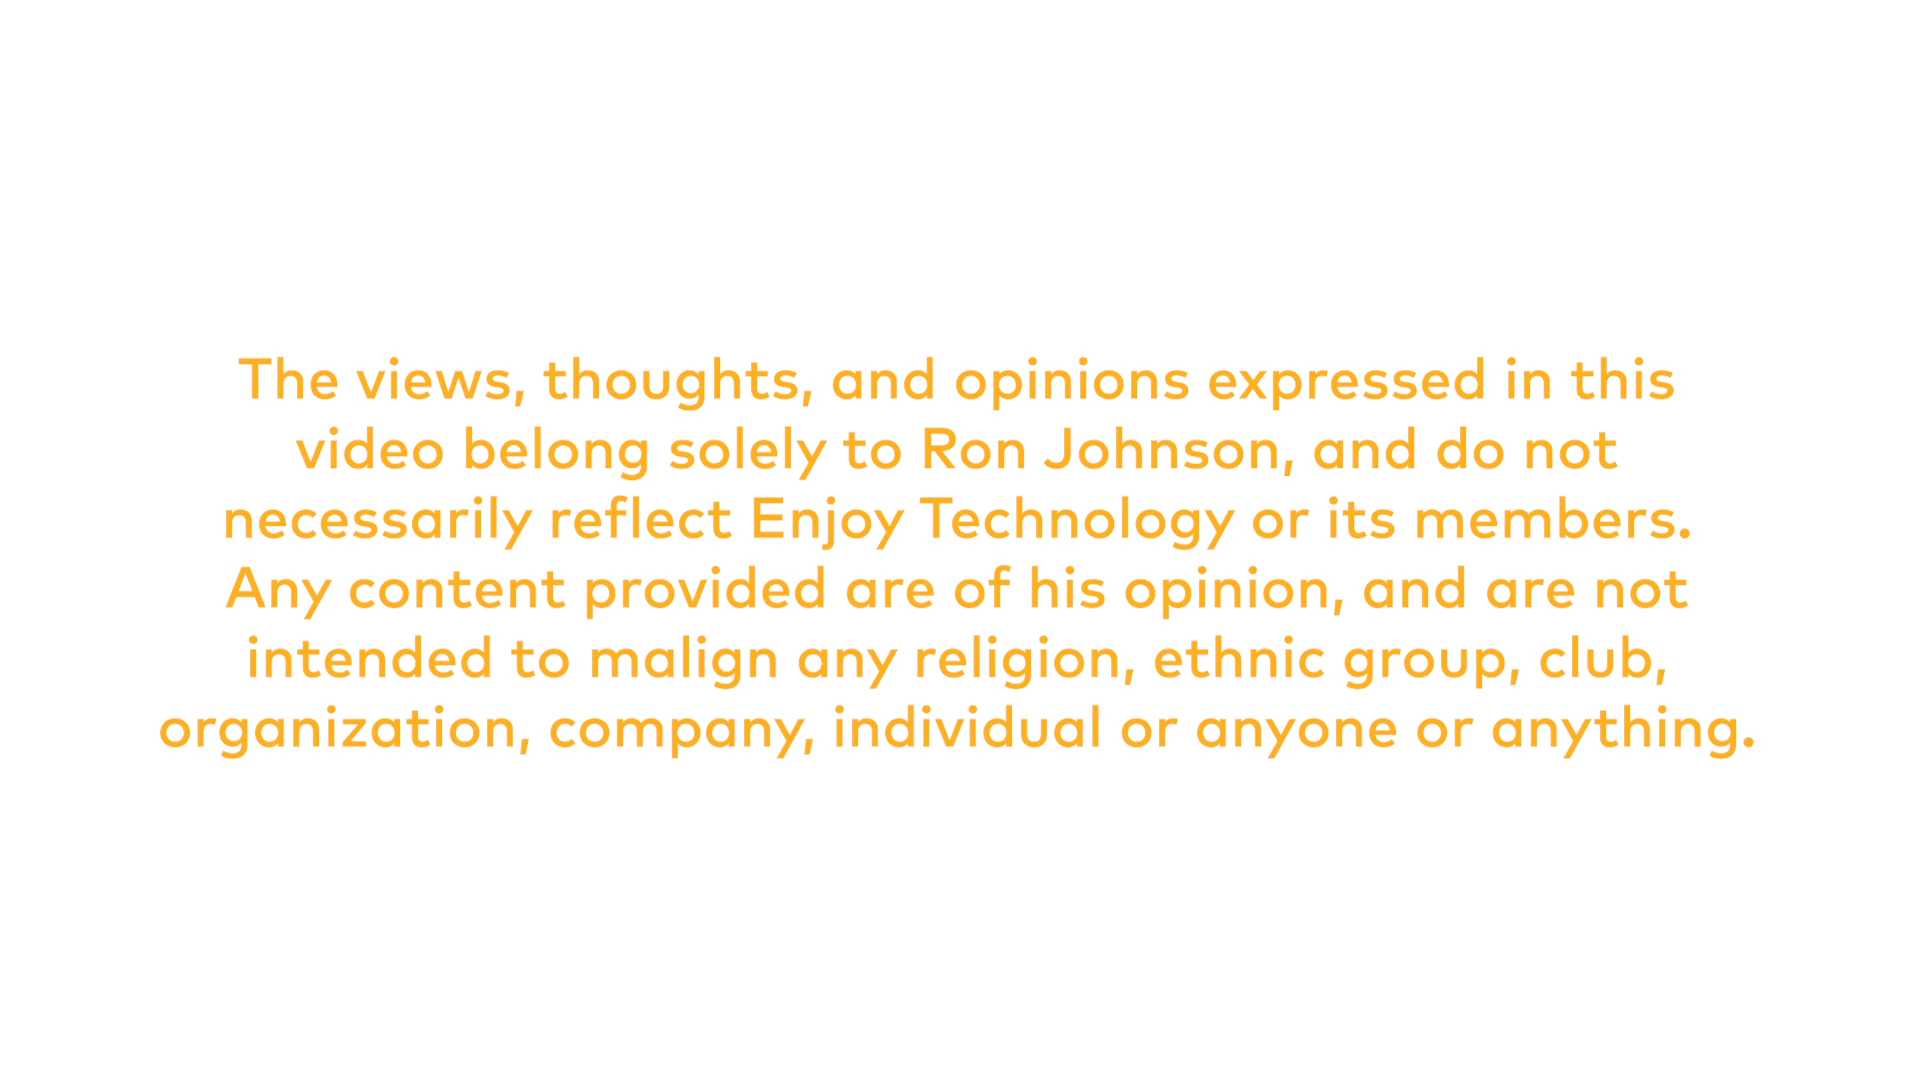 The views, thoughts, and opinions expressed in this
video belong solely to Ron Johnson, and do not
necessarily reflect Enjoy Technology or its members.
Any content provided are of his opinion, and are not
intended to malign any religion, ethnic group, club,
organization, company, individual or anyone or anything.